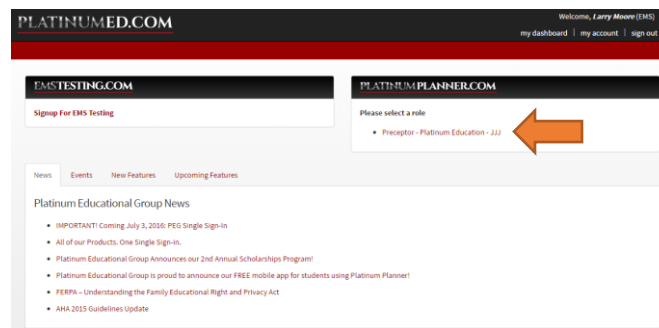 PLATINUMED.COM
Welcome, Larry Moore (EMS)
my dashboard | my account | sign out
EMSTESTING.COM
Signup For EMS Testing
PLATINUMPLANNER.COM
Please select a role
• Preceptor - Platinum Education - JJJ
News Events New Features Upcoming Features
Platinum Educational Group News
• IMPORTANT! Coming July 3, 2016: PEG Single Sign-In
• All of our Products. One Single Sign-in.
• Platinum Educational Group Announces our 2nd Annual Scholarships Program!
• Platinum Educational Group is proud to announce our FREE mobile app for students using Platinum Planner!
• FERPA – Understanding the Family Educational Right and Privacy Act
• AHA 2015 Guidelines Update